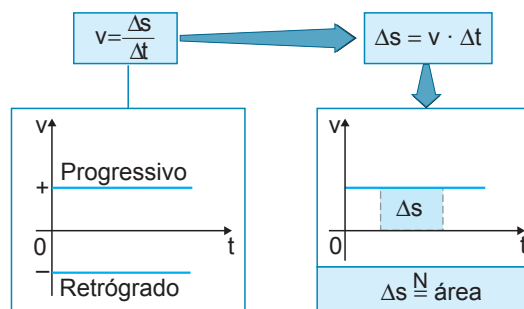 v=Δs/Δt
Δs = v · Δt
v
+
Progressivo
0
t
−
Retrógrado
v
Δs
0
t
Δs N= área